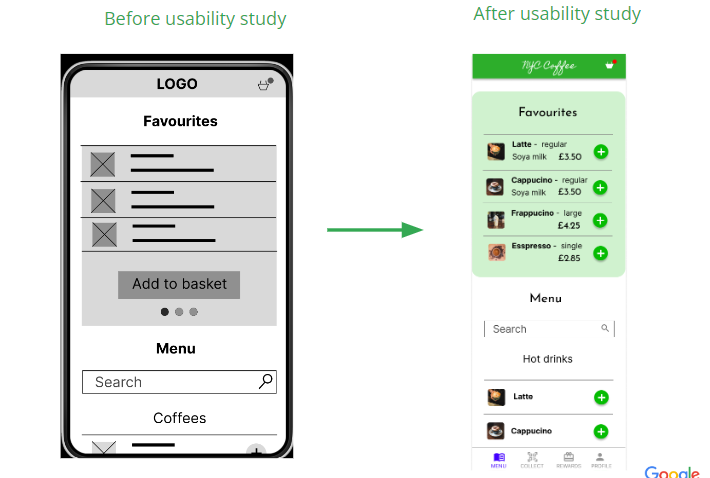 Before usability study
After usability study
LOGO
Favourites
Add to basket
Menu
Search
Coffees
NYC Coffee
Favourites
Latte - regular
Soya milk £3.50
Cappucino - regular
Soya milk £3.50
Frappucino - large
£4.25
Esspresso - single
£2.85
Menu
Search
Hot drinks
Latto
Cappucino
MENU COLLECT REWARDS PROFILE
Google